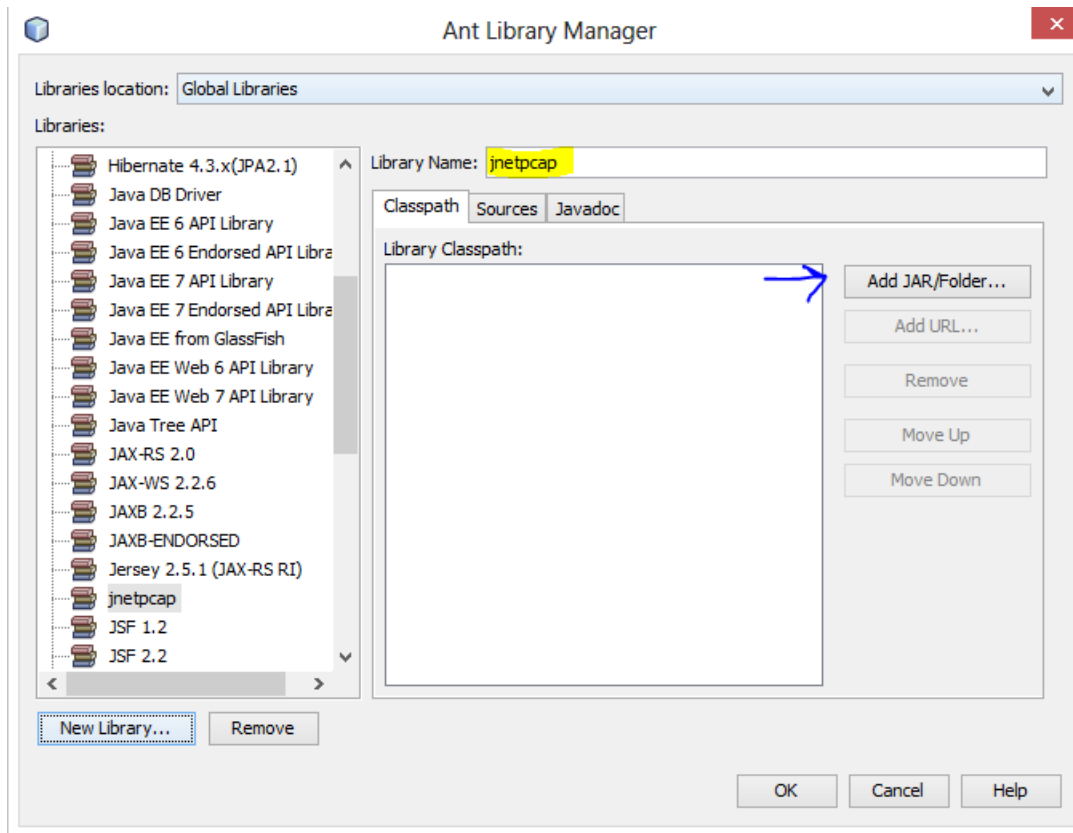 Ant Library Manager
Libraries location: Global Libraries
Libraries:
Hibernate 4.3.x(JPA2.1)
Java DB Driver
Java EE 6 API Library
Java EE 6 Endorsed API Libra
Java EE 7 API Library
Java EE 7 Endorsed API Libra
Java EE from GlassFish
Java EE Web 6 API Library
Java EE Web 7 API Library
Java Tree API
JAX-RS 2.0
JAX-WS 2.2.6
JAXB 2.2.5
JAXB-ENDORSED
Jersey 2.5.1 (JAX-RS RI)
jnetpcap
JSF 1.2
JSF 2.2
New Library...
Remove
Library Name: jnetpcap
Classpath Sources Javadoc
Library Classpath:
Add JAR/Folder...
Add URL...
Remove
Move Up
Move Down
OK Cancel Help